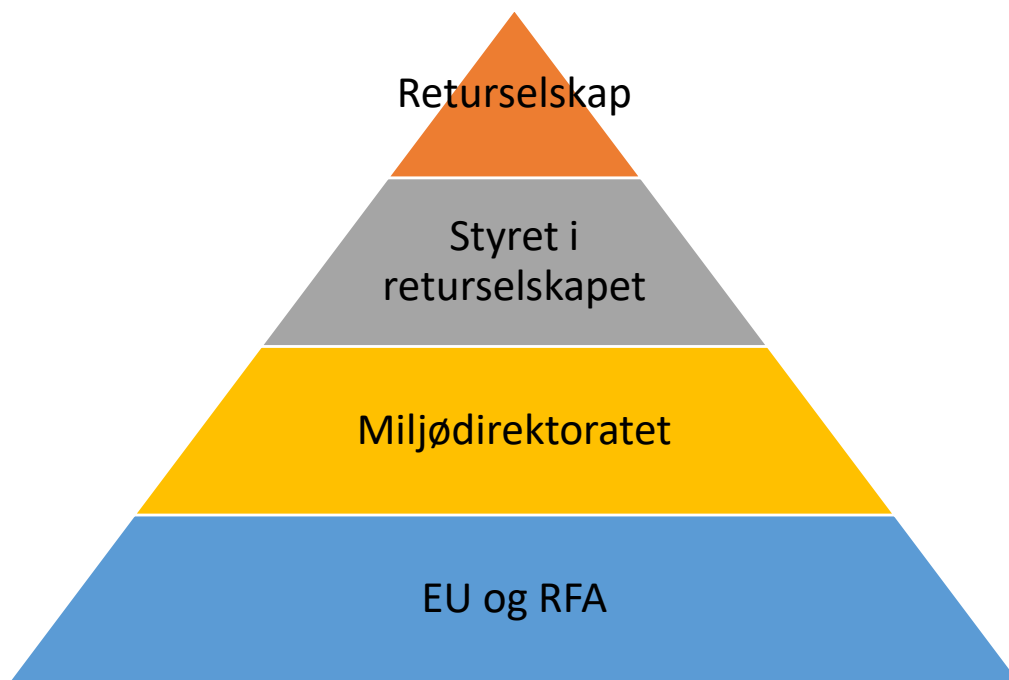 Returselskap
Styret i
returselskapet
Miljødirektoratet
EU og RFA